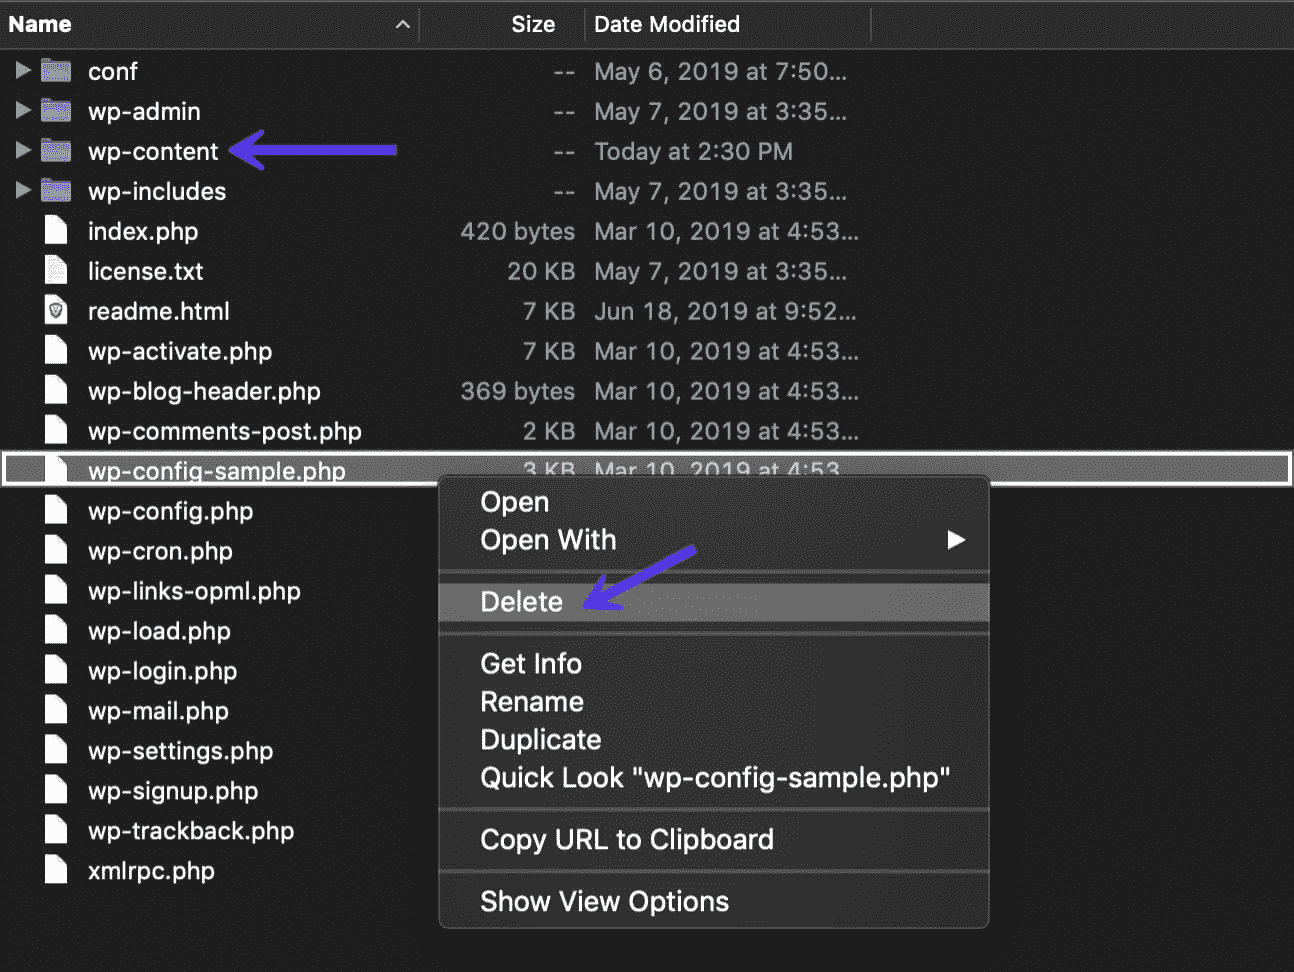 Name Size Date Modified
conf -- May 6, 2019 at 7:50...
wp-admin -- May 7, 2019 at 3:35...
wp-content -- Today at 2:30 PM
wp-includes -- May 7, 2019 at 3:35...
index.php 420 bytes Mar 10, 2019 at 4:53...
license.txt 20 KB May 7, 2019 at 3:35...
readme.html 7 KB Jun 18, 2019 at 9:52...
wp-activate.php 7 KB Mar 10, 2019 at 4:53...
wp-blog-header.php 369 bytes Mar 10, 2019 at 4:53...
wp-comments-post.php 2 KB Mar 10, 2019 at 4:53...
wp-config-sample.php 3 KB Mar 10, 2019 at 4:53
wp-config.php
wp-cron.php
wp-links-opml.php
wp-load.php
wp-login.php
wp-mail.php
wp-settings.php
wp-signup.php
wp-trackback.php
xmlrpc.php
Open
Open With
Delete
Get Info
Rename
Duplicate
Quick Look "wp-config-sample.php"
Copy URL to Clipboard
Show View Options